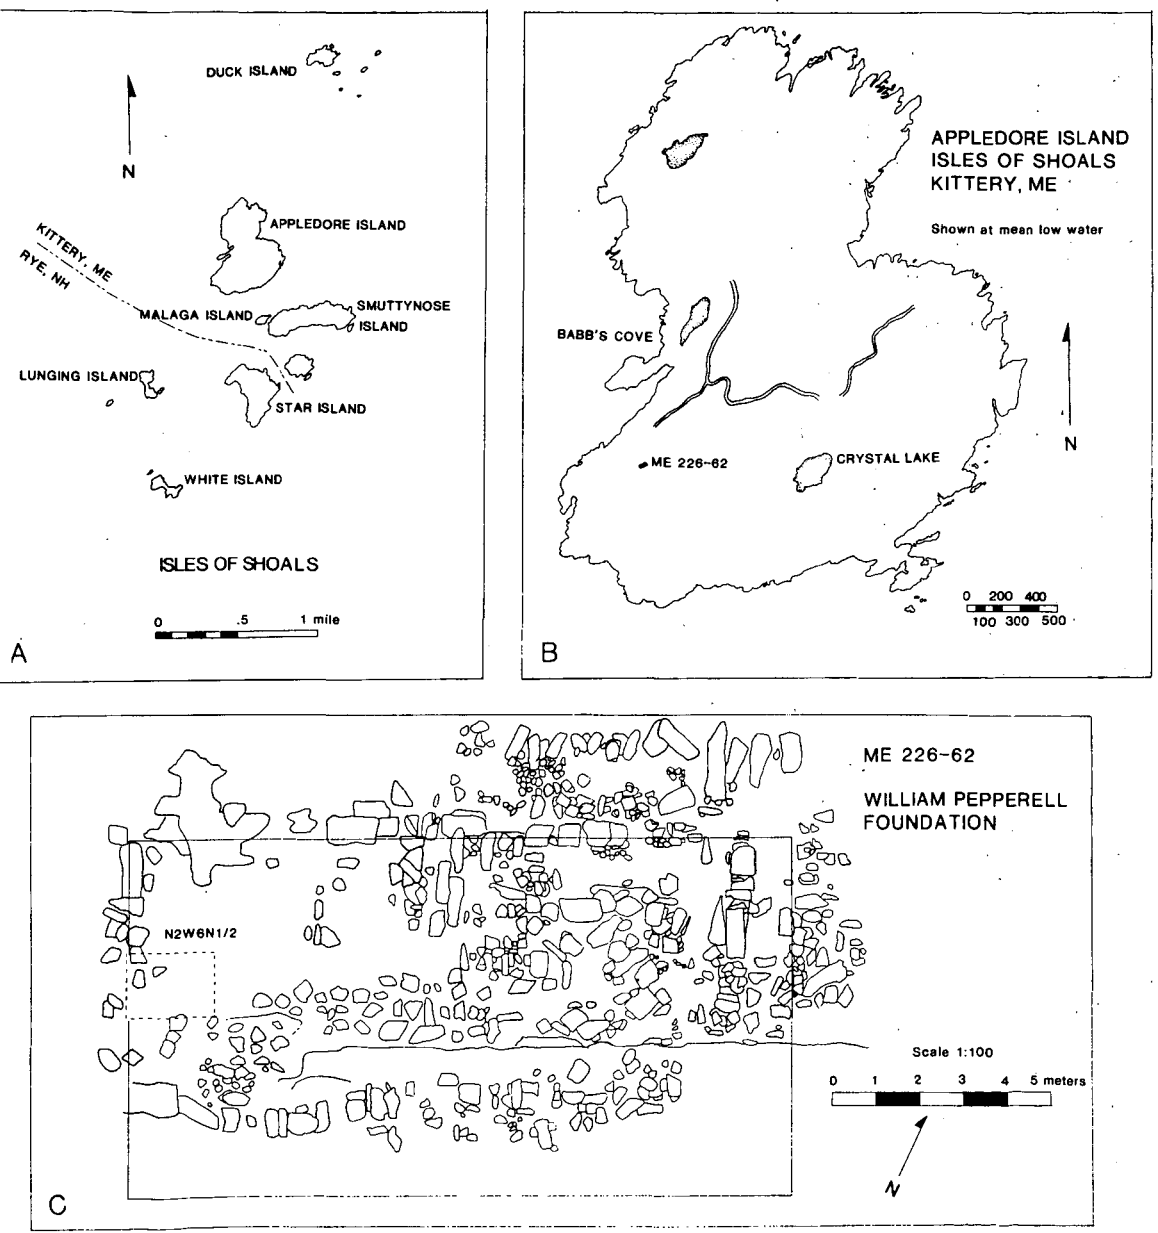 DUCK ISLAND
N
APPLEDORE ISLAND
KITTERY, ME
RYE, NH
MALAGA ISLAND
SMUTTYNOSE
ISLAND
LUNGING ISLAND
STAR ISLAND
WHITE ISLAND
ISLES OF SHOALS
0 .5 1 mile
A
APPLEDORE ISLAND
ISLES OF SHOALS
KITTERY, ME
Shown at mean low water
BABB'S COVE
N
ME 226-62
CRYSTAL LAKE
0 200 400
100 300 500
B
ME 226-62
WILLIAM PEPPERELL
FOUNDATION
N2W6N1/2
Scale 1:100
0 1 2 3 4 5 meters
N
C